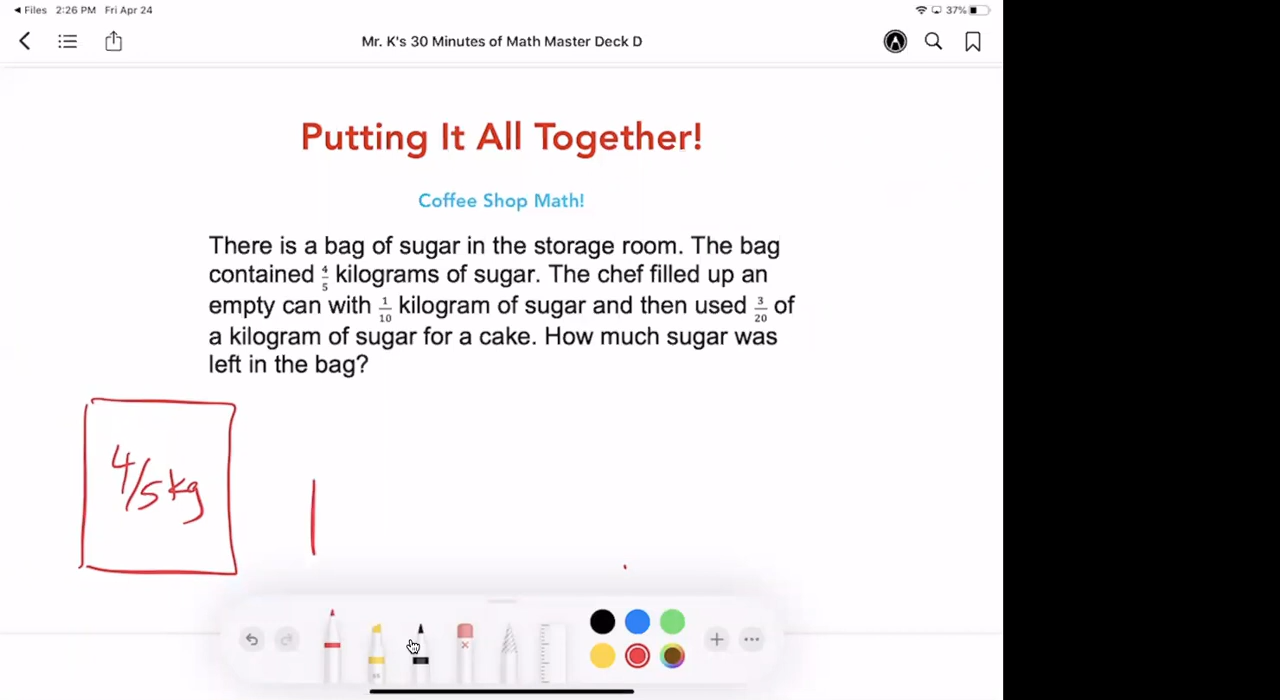 Files 2:26 PM Fri Apr 24 37%
Mr. K's 30 Minutes of Math Master Deck D
Putting It All Together!
Coffee Shop Math!
There is a bag of sugar in the storage room. The bag
contained 4/5 kilograms of sugar. The chef filled up an
empty can with 1/10 kilogram of sugar and then used 3/20 of
a kilogram of sugar for a cake. How much sugar was
left in the bag?
4/5 kg